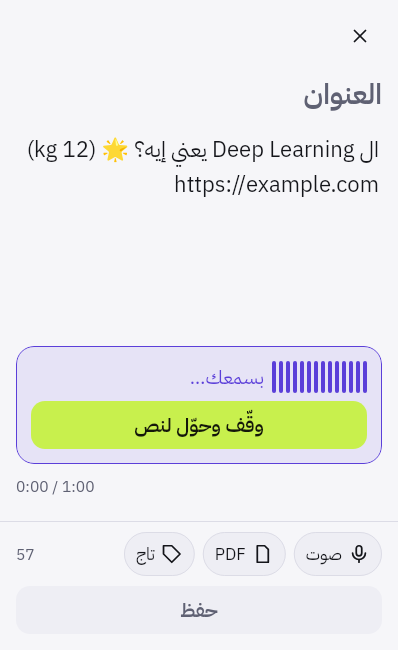 العنوان
ال Deep Learning يعني إيه؟ 🌟 (12 kg)
https://example.com
بسمعك...
وقّف وحوّل لنص
0:00 / 1:00
صوت
PDF
تاج
57
حفظ